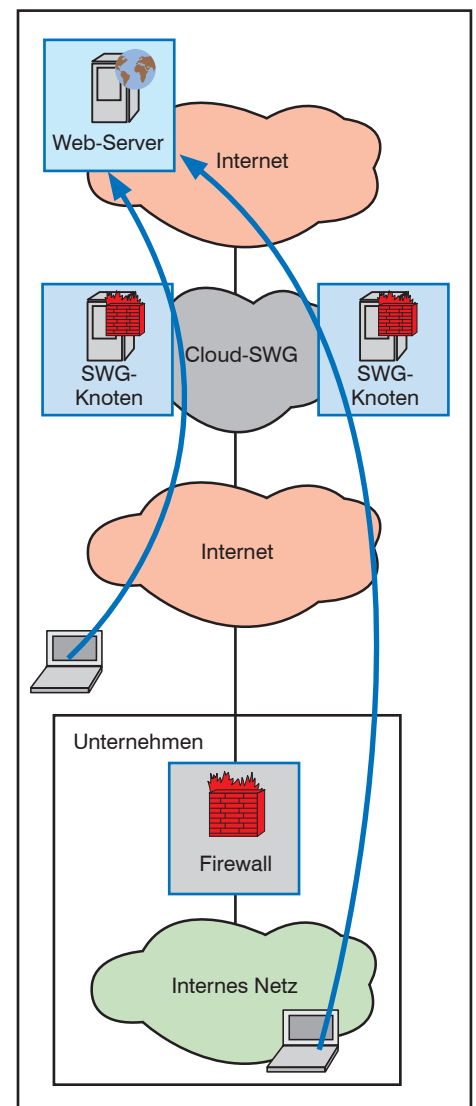 Web-Server
Internet
Cloud-SWG
SWG-
Knoten
SWG-
Knoten
Internet
Unternehmen
Firewall
Internes Netz